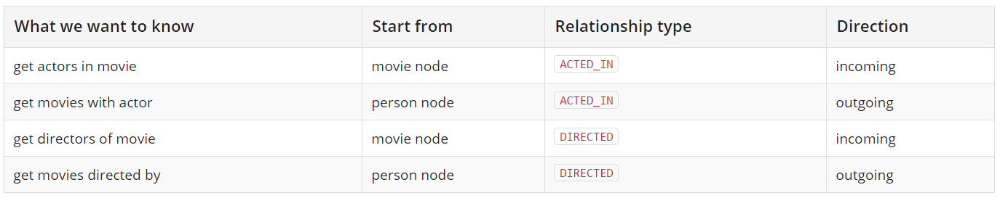 What we want to know Start from Relationship type Direction
get actors in movie movie node ACTED_IN incoming
get movies with actor person node ACTED_IN outgoing
get directors of movie movie node DIRECTED incoming
get movies directed by person node DIRECTED outgoing